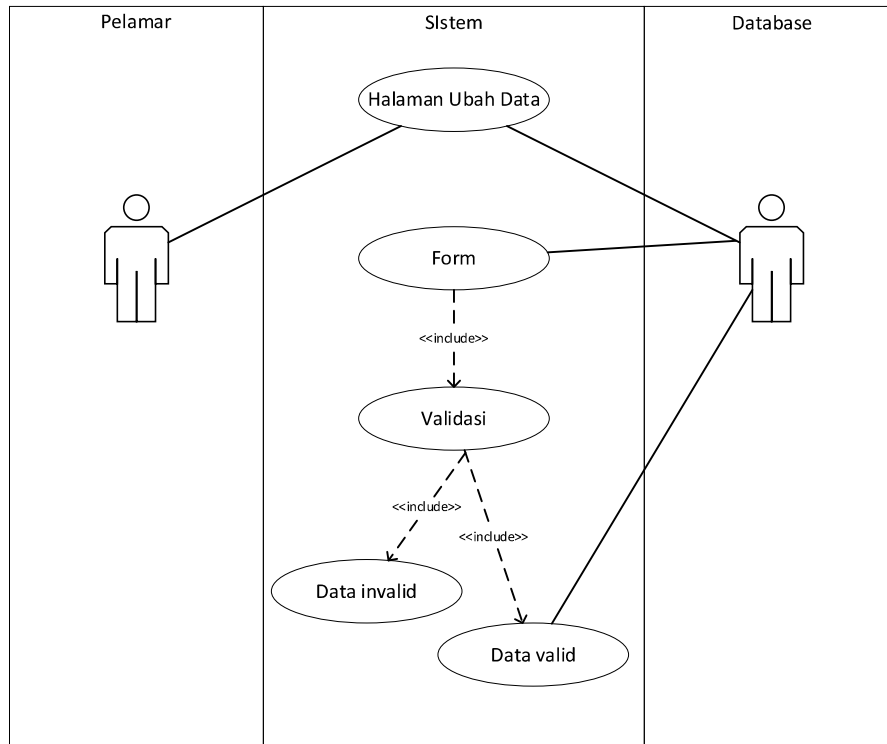 Pelamar
SIstem
Database
Halaman Ubah Data
Form
<<include>>
Validasi
<<include>>
<<include>>
Data invalid
Data valid